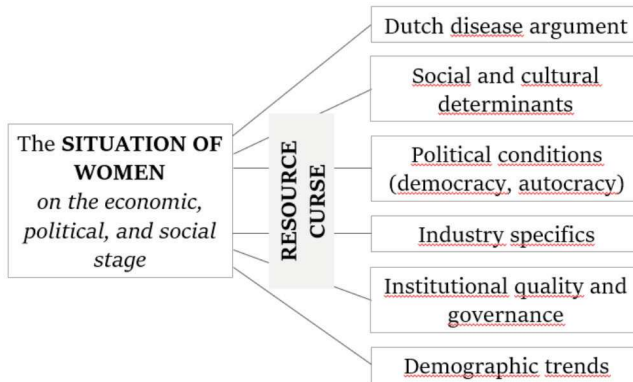 The SITUATION OF
WOMEN
on the economic,
political, and social
stage
RESOURCE
CURSE
Dutch disease argument
Social and cultural
determinants
Political conditions
(democracy, autocracy)
Industry specifics
Institutional quality and
governance
Demographic trends